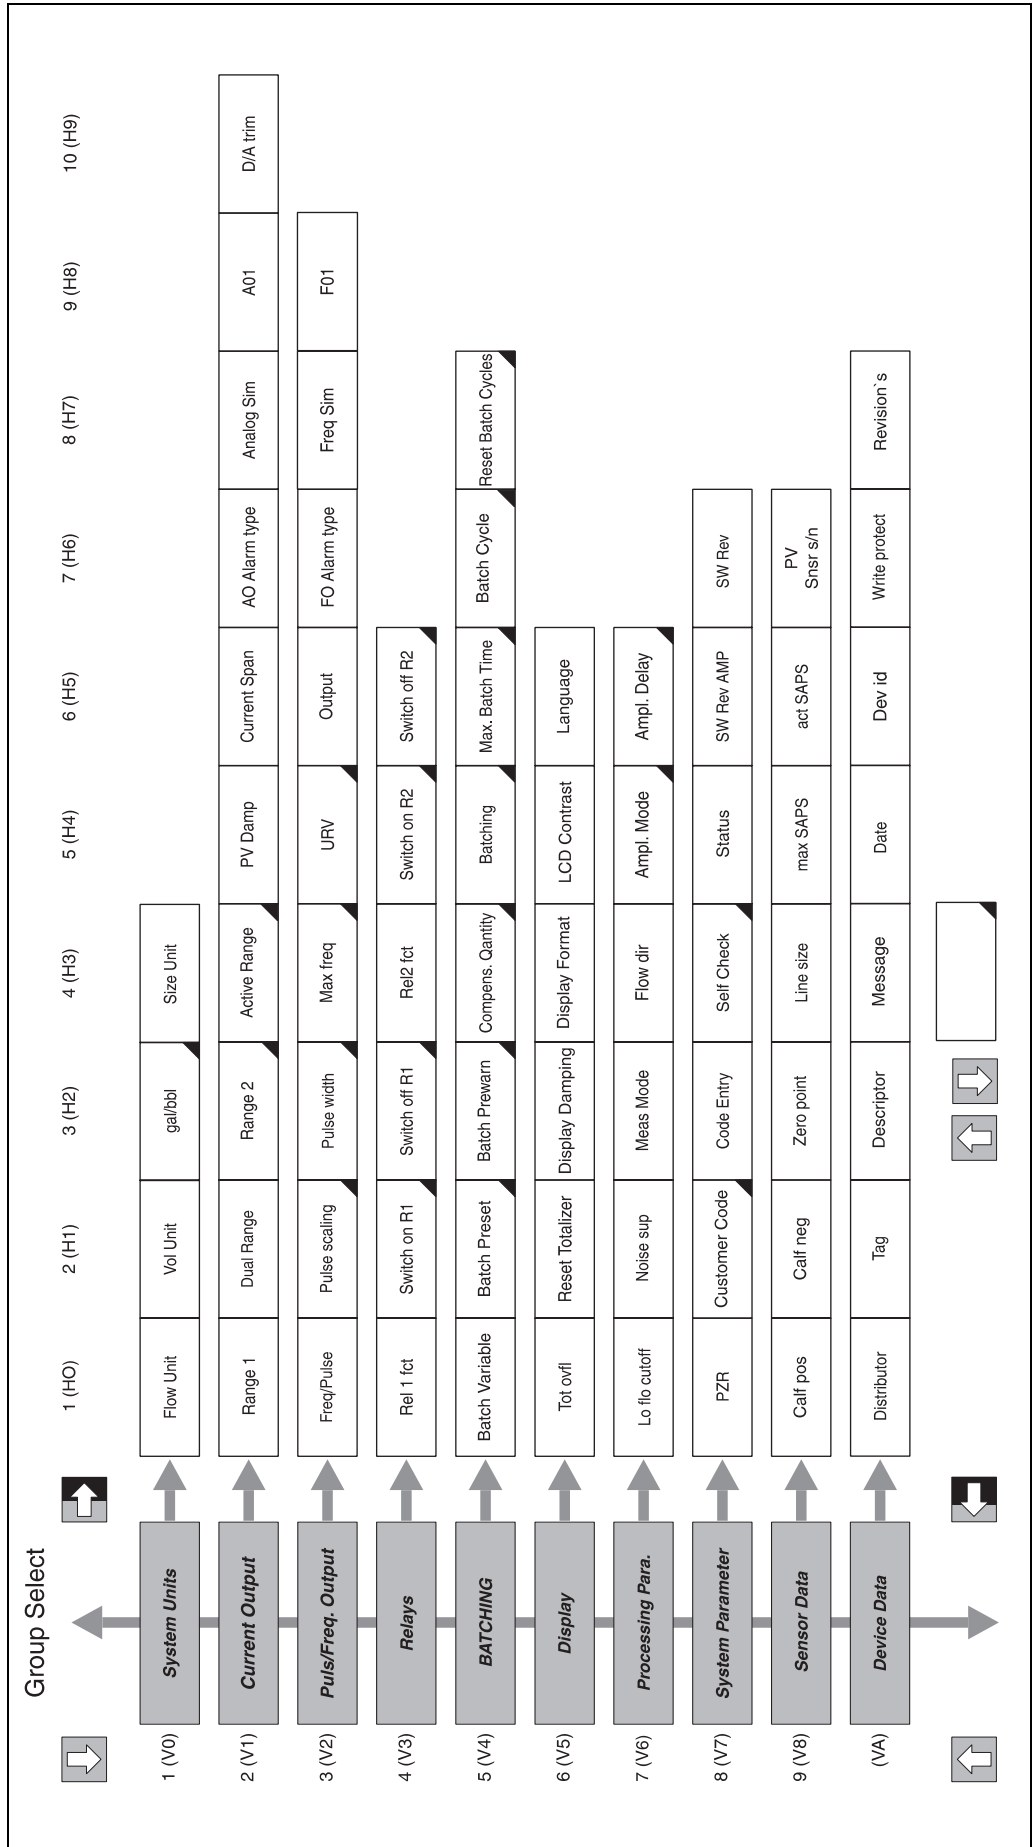 Group Select
1 (HO)
2 (H1)
3 (H2)
4 (H3)
5 (H4)
6 (H5)
7 (H6)
8 (H7)
9 (H8)
10 (H9)
1 (V0)
System Units
Flow Unit
Vol Unit
gal/bbl
Size Unit
2 (V1)
Current Output
Range 1
Dual Range
Range 2
Active Range
PV Damp
Current Span
AO Alarm type
Analog Sim
A01
D/A trim
3 (V2)
Puls/Freq. Output
Freq/Pulse
Pulse scaling
Pulse width
Max freq
URV
Output
FO Alarm type
Freq Sim
F01
4 (V3)
Relays
Rel 1 fct
Switch on R1
Switch off R1
Rel2 fct
Switch on R2
Switch off R2
5 (V4)
BATCHING
Batch Variable
Batch Preset
Batch Prewarn
Compens. Qantity
Batching
Max. Batch Time
Batch Cycle
Reset Batch Cycles
6 (V5)
Display
Tot ovfl
Reset Totalizer
Display Damping
Display Format
LCD Contrast
Language
7 (V6)
Processing Para.
Lo flo cutoff
Noise sup
Meas Mode
Flow dir
Ampl. Mode
Ampl. Delay
8 (V7)
System Parameter
PZR
Customer Code
Code Entry
Self Check
Status
SW Rev AMP
SW Rev
9 (V8)
Sensor Data
Calf pos
Calf neg
Zero point
Line size
max SAPS
act SAPS
PV
Snsr s/n
(VA)
Device Data
Distributor
Tag
Descriptor
Message
Date
Dev id
Write protect
Revision`s